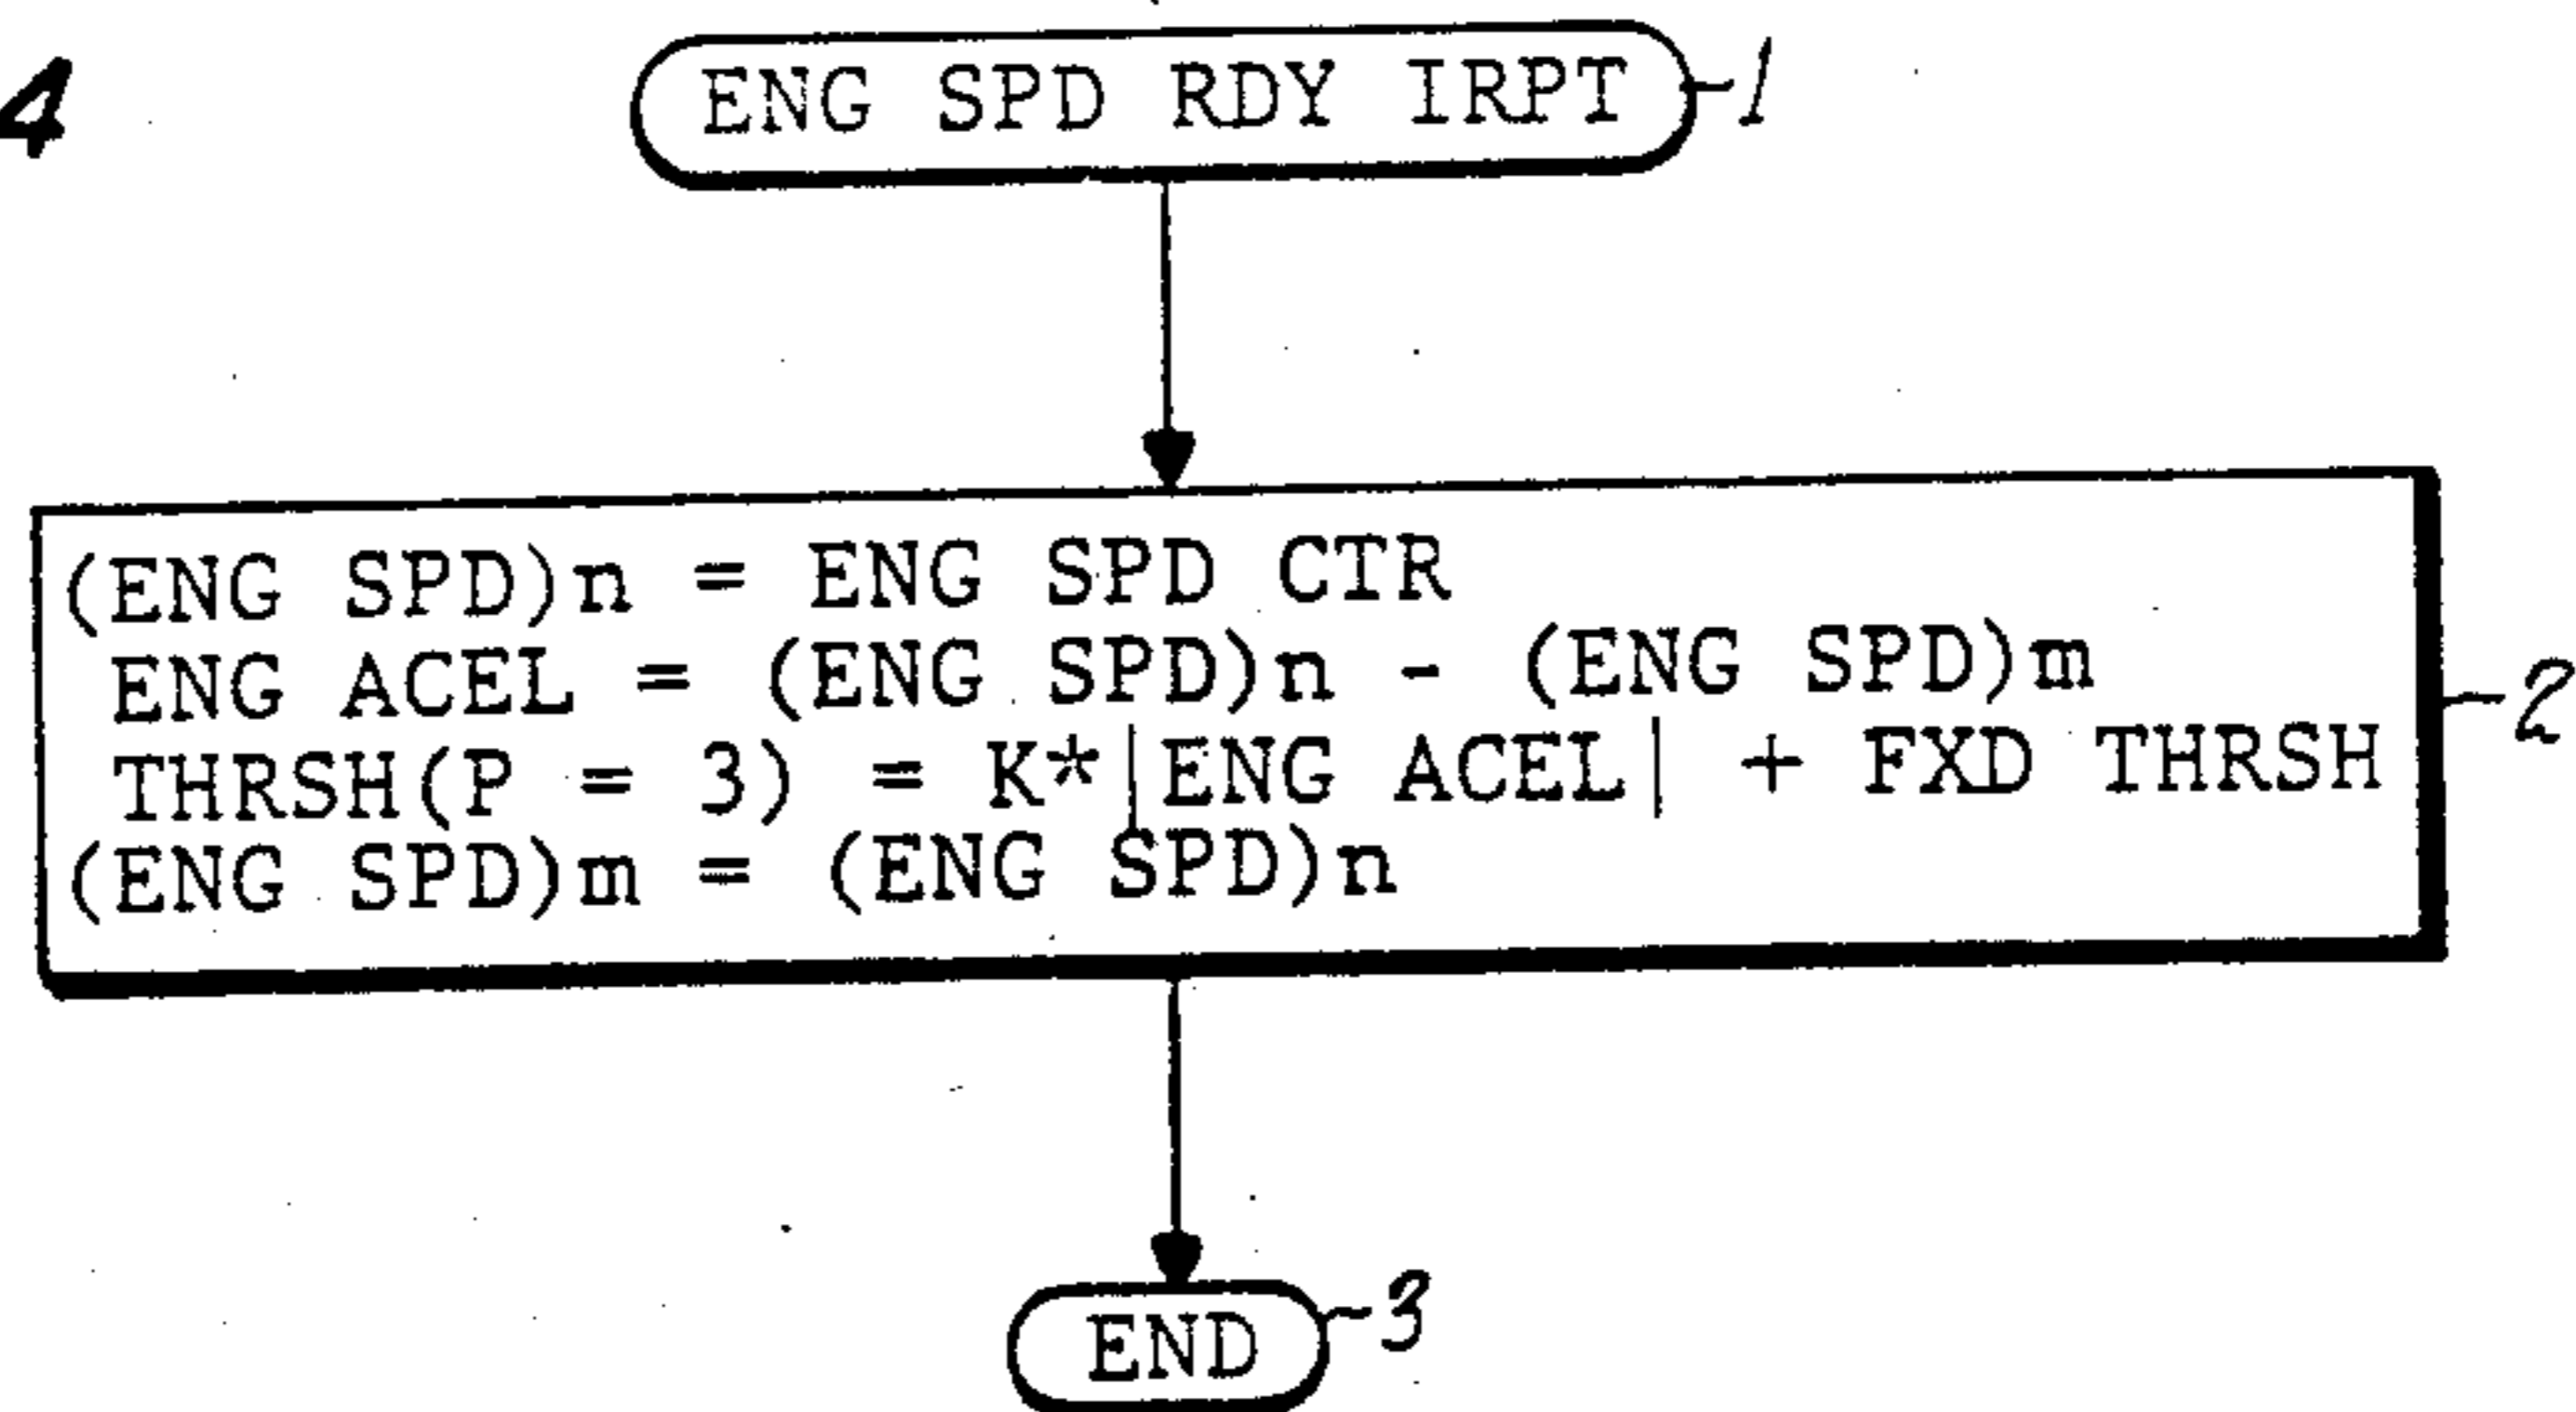 4
ENG SPD RDY IRPT 1
(ENG SPD)n = ENG SPD CTR
ENG ACEL = (ENG SPD)n - (ENG SPD)m
THRSH(P = 3) = K*|ENG ACEL| + FXD THRSH
(ENG SPD)m = (ENG SPD)n
2
END 3